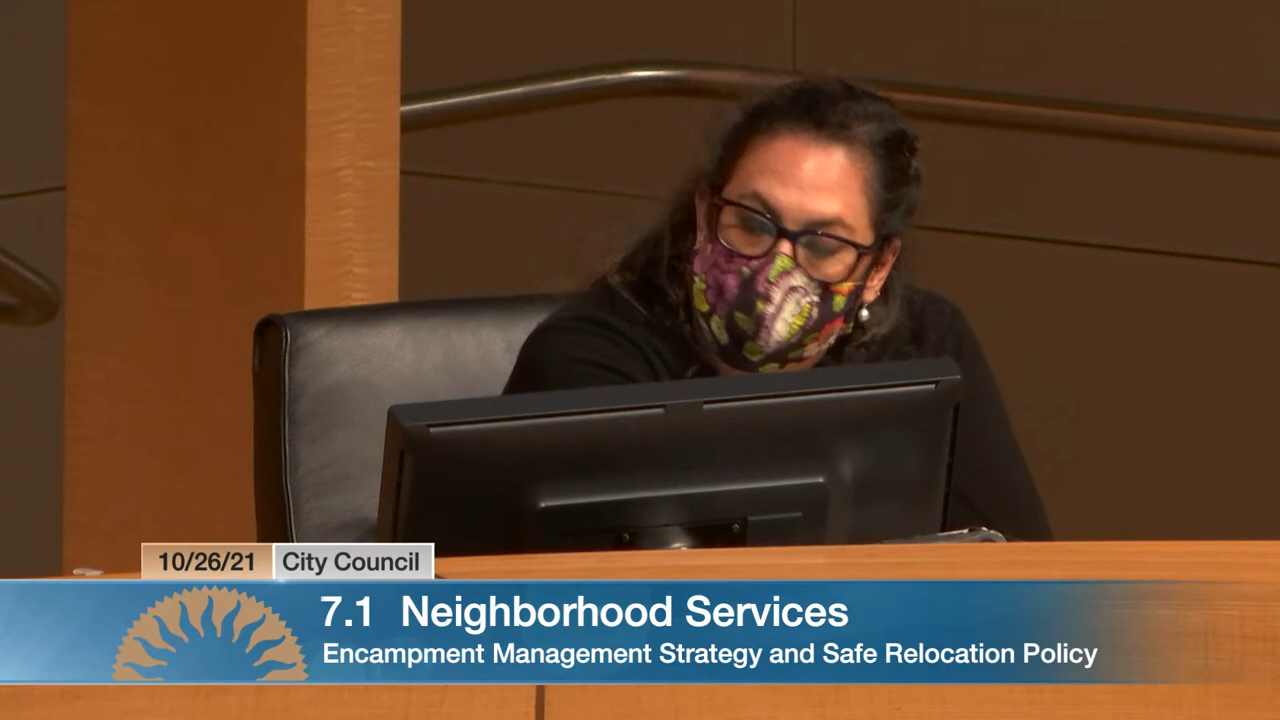 10/26/21 City Council
7.1 Neighborhood Services
Encampment Management Strategy and Safe Relocation Policy